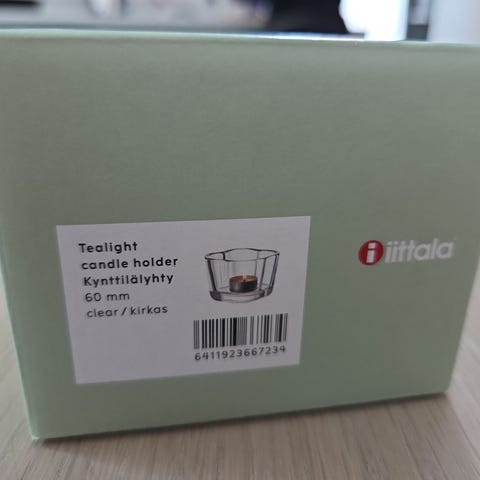 Tealight
candle holder
Kynttilälyhty
60 mm
clear / kirkas
6411923667234
i iittala